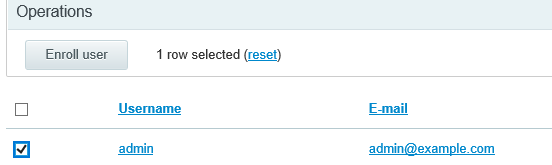 Operations
Enroll user 1 row selected (reset)
Username E-mail
admin admin@example.com